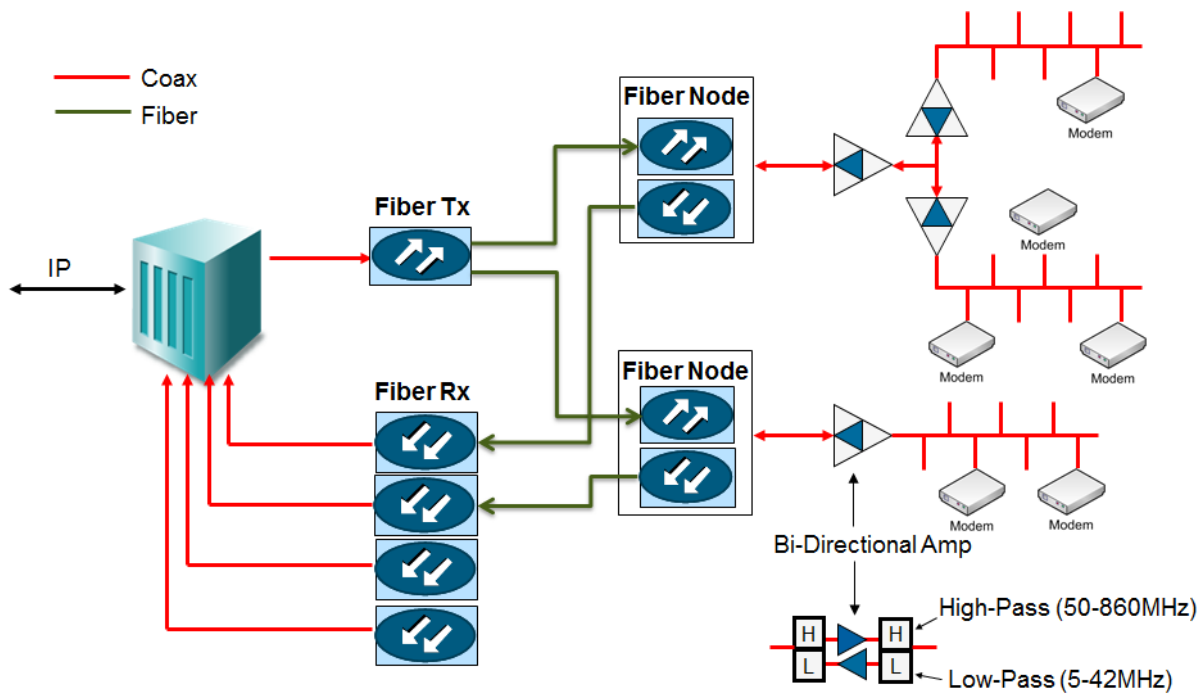 Coax
Fiber
IP
Fiber Tx
Fiber Rx
Fiber Node
Fiber Node
Modem
Modem
Modem
Modem
Modem
Modem
Bi-Directional Amp
H
H
L
L
High-Pass (50-860MHz)
Low-Pass (5-42MHz)